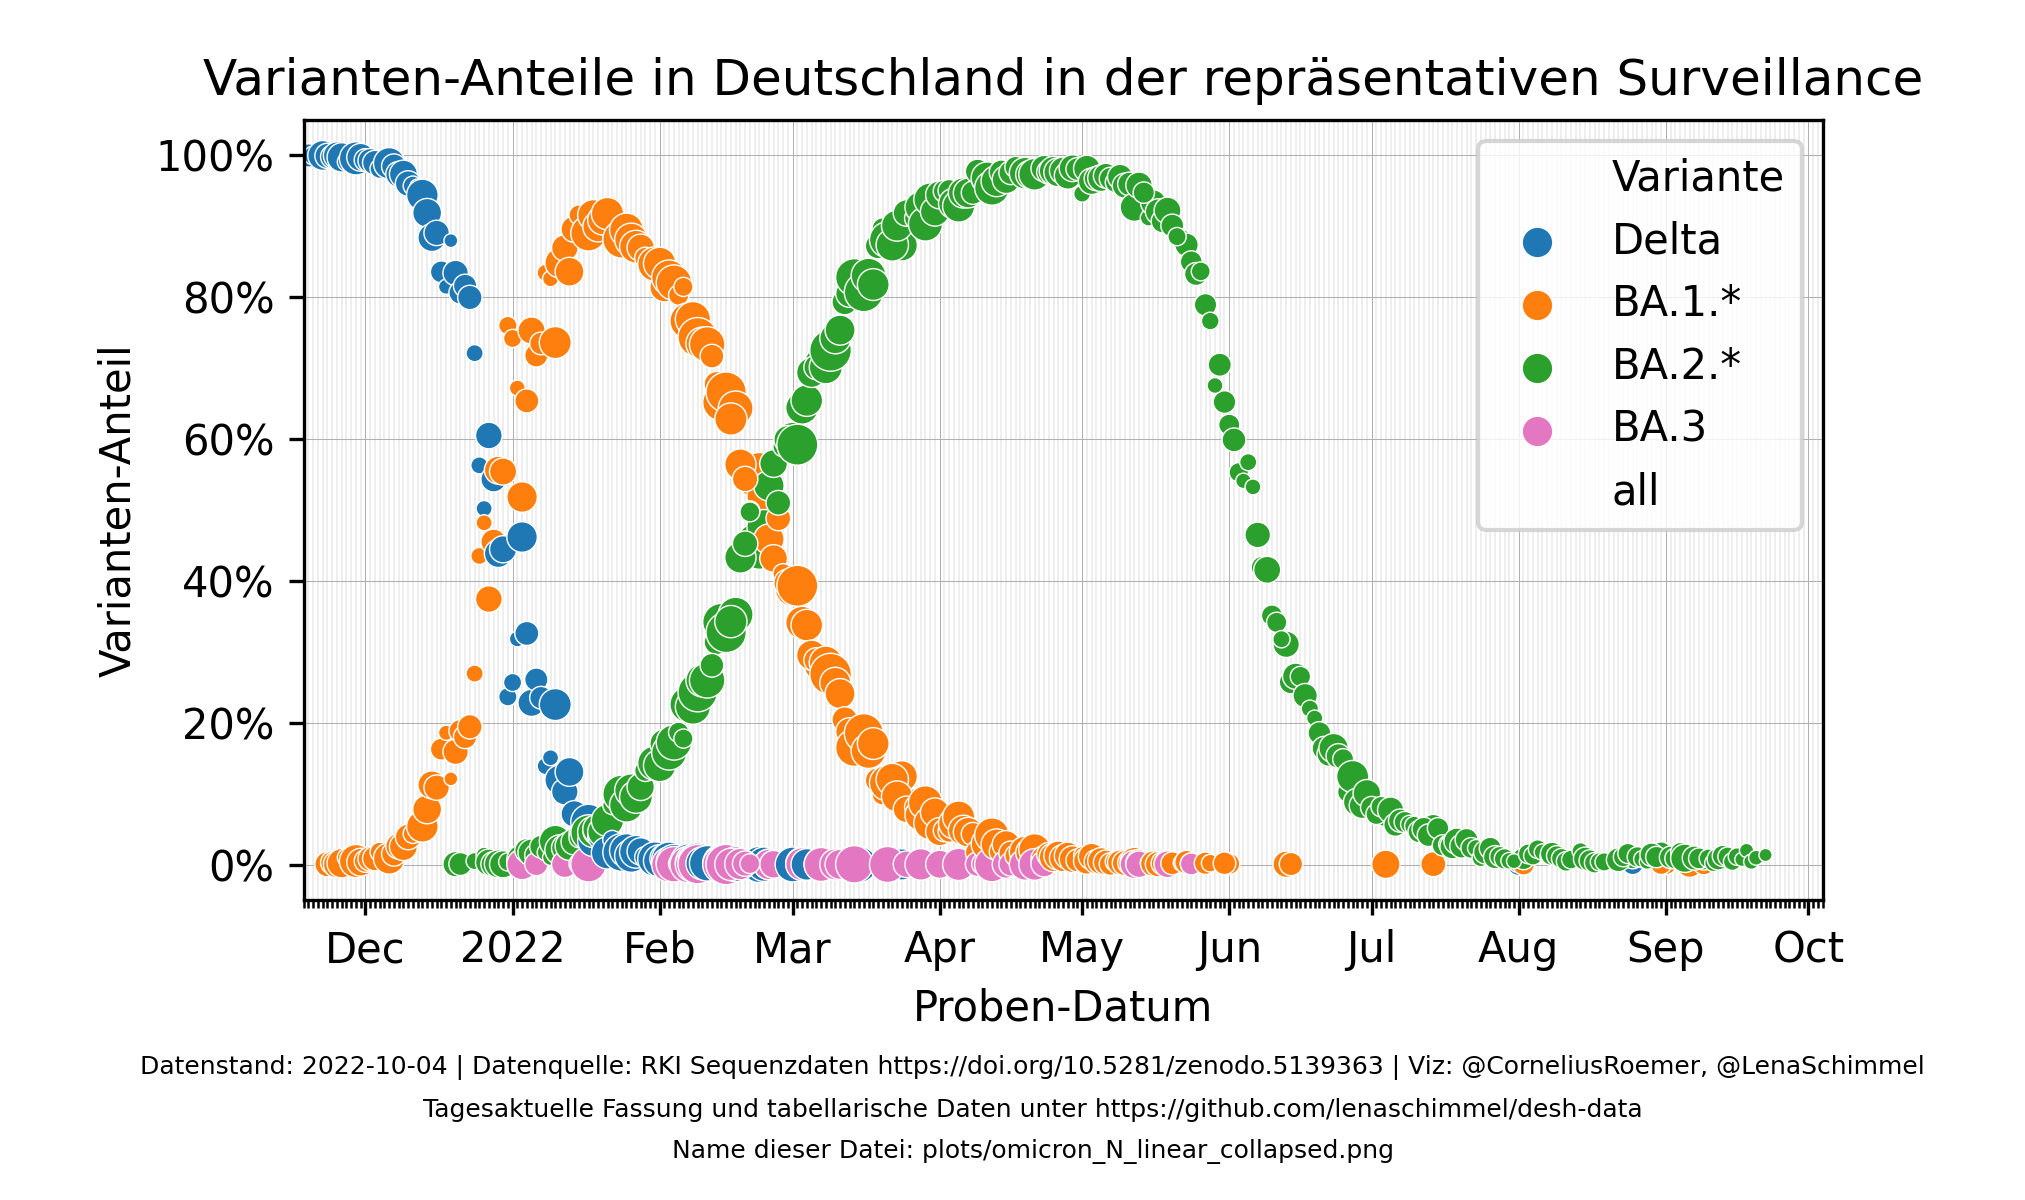 Varianten-Anteile in Deutschland in der repräsentativen Surveillance
Varianten-Anteil
100%
80%
60%
40%
20%
0%
Variante
Delta
BA.1.*
BA.2.*
BA.3
all
Dec 2022 Feb Mar Apr May Jun Jul Aug Sep Oct
Proben-Datum
Datenstand: 2022-10-04 | Datenquelle: RKI Sequenzdaten https://doi.org/10.5281/zenodo.5139363 | Viz: @CorneliusRoemer, @LenaSchimmel
Tagesaktuelle Fassung und tabellarische Daten unter https://github.com/lenaschimmel/desh-data
Name dieser Datei: plots/omicron_N_linear_collapsed.png